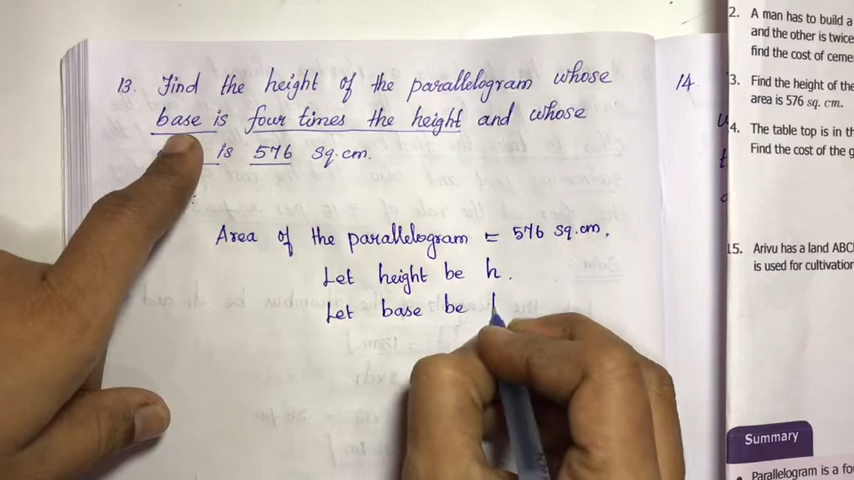 13. Find the height of the parallelogram whose
base is four times the height and whose
is 576 sq.cm.
Area of the parallelogram = 576 sq.cm.
Let height be h.
Let base be
14
2. A man has to build a
and the other is twice
find the cost of ceme
3. Find the height of the
area is 576 sq. cm.
4. The table top is in th
Find the cost of the g
15. Arivu has a land ABC
is used for cultivation
Summary
• Parallelogram is a fo